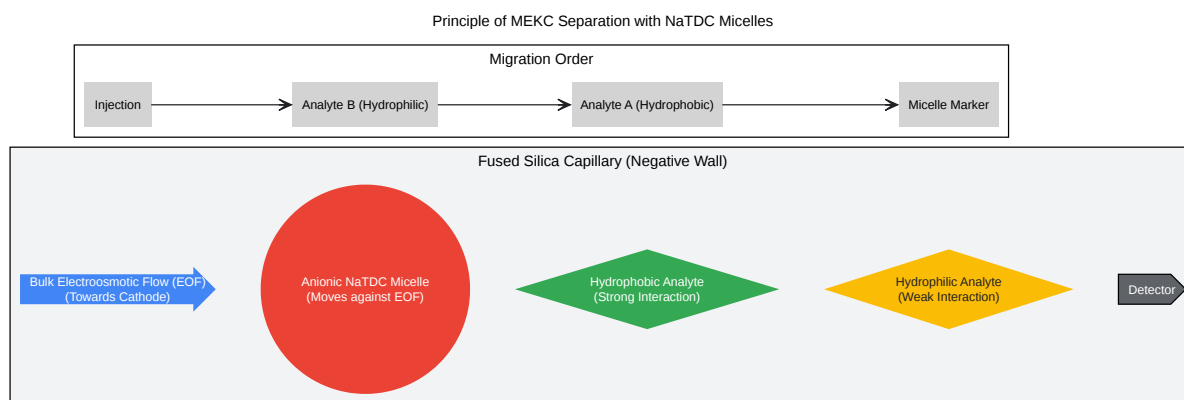 Principle of MEKC Separation with NaTDC Micelles
Migration Order
Injection
Analyte B (Hydrophilic)
Analyte A (Hydrophobic)
Micelle Marker
Fused Silica Capillary (Negative Wall)
Bulk Electroosmotic Flow (EOF)
(Towards Cathode)
Anionic NaTDC Micelle
(Moves against EOF)
Hydrophobic Analyte
(Strong Interaction)
Hydrophilic Analyte
(Weak Interaction)
Detector